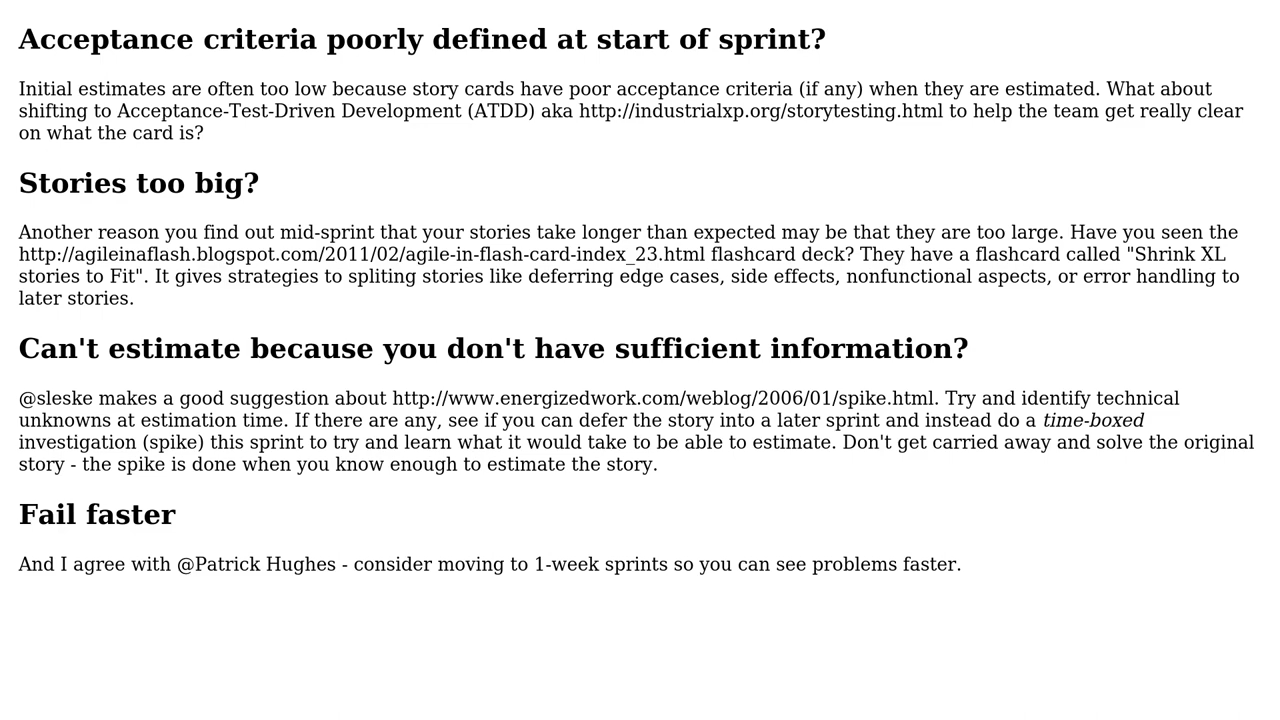 Acceptance criteria poorly defined at start of sprint?
Initial estimates are often too low because story cards have poor acceptance criteria (if any) when they are estimated. What about
shifting to Acceptance-Test-Driven Development (ATDD) aka http://industrialxp.org/storytesting.html to help the team get really clear
on what the card is?
Stories too big?
Another reason you find out mid-sprint that your stories take longer than expected may be that they are too large. Have you seen the
http://agileinaflash.blogspot.com/2011/02/agile-in-flash-card-index_23.html flashcard deck? They have a flashcard called "Shrink XL
stories to Fit". It gives strategies to spliting stories like deferring edge cases, side effects, nonfunctional aspects, or error handling to
later stories.
Can't estimate because you don't have sufficient information?
@sleske makes a good suggestion about http://www.energizedwork.com/weblog/2006/01/spike.html. Try and identify technical
unknowns at estimation time. If there are any, see if you can defer the story into a later sprint and instead do a time-boxed
investigation (spike) this sprint to try and learn what it would take to be able to estimate. Don't get carried away and solve the original
story - the spike is done when you know enough to estimate the story.
Fail faster
And I agree with @Patrick Hughes - consider moving to 1-week sprints so you can see problems faster.